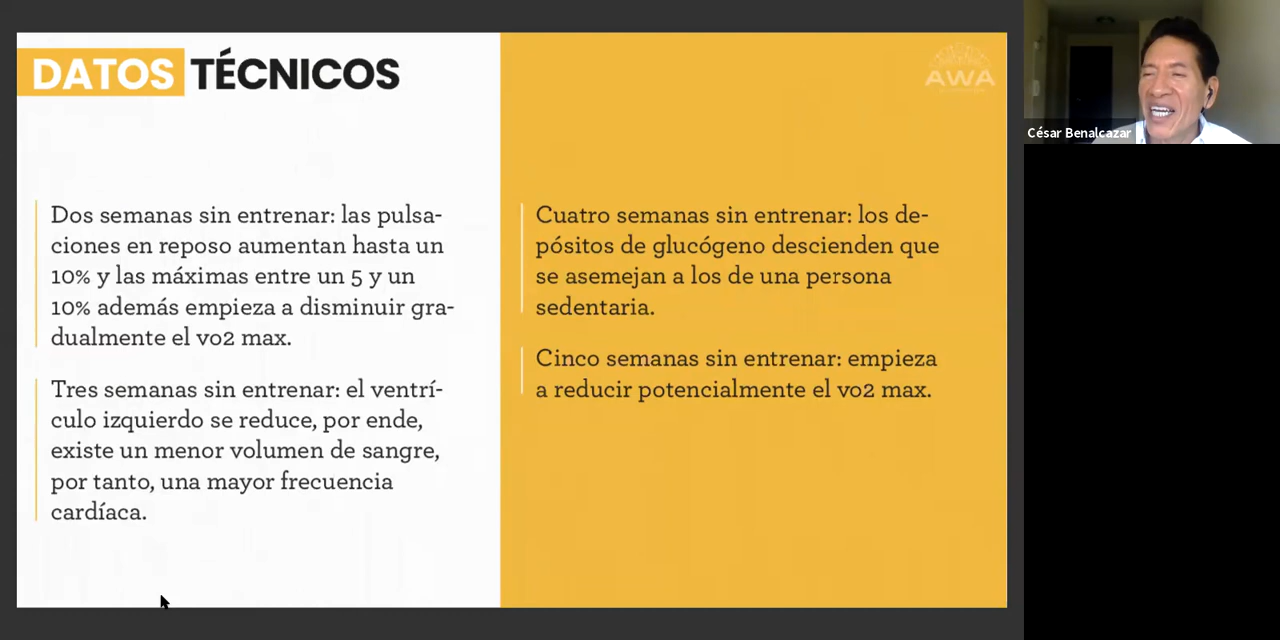 DATOS TÉCNICOS
Dos semanas sin entrenar: las pulsa-
ciones en reposo aumentan hasta un
10% y las máximas entre un 5 y un
10% además empieza a disminuir gra-
dualmente el vo2 max.
Tres semanas sin entrenar: el ventrí-
culo izquierdo se reduce, por ende,
existe un menor volumen de sangre,
por tanto, una mayor frecuencia
cardíaca.
AWA
Cuatro semanas sin entrenar: los de-
pósitos de glucógeno descienden que
se asemejan a los de una persona
sedentaria.
Cinco semanas sin entrenar: empieza
a reducir potencialmente el vo2 max.
César Benalcazar